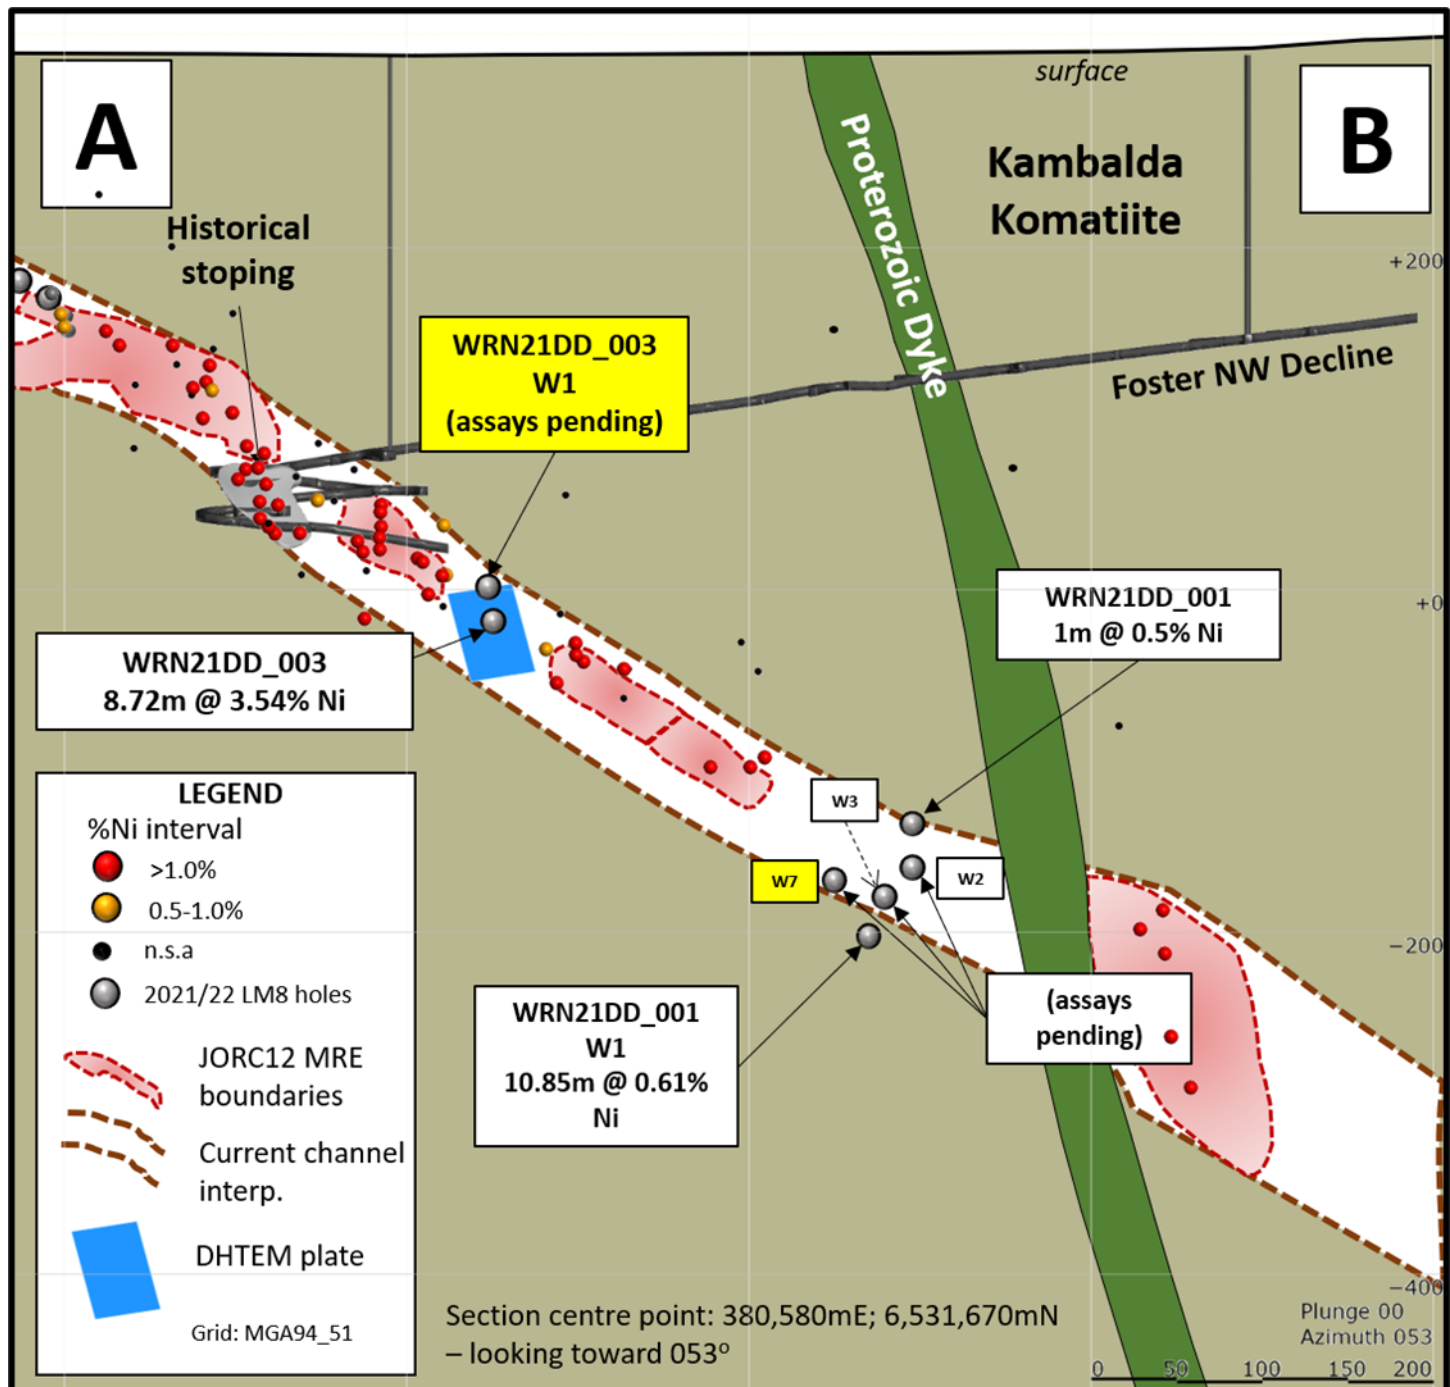 A
surface
B
Kambalda
Komatiite
Proterozoic Dyke
Historical
stoping
+200
WRN21DD_003
W1
(assays pending)
Foster NW Decline
WRN21DD_001
1m @ 0.5% Ni
+0
WRN21DD_003
8.72m @ 3.54% Ni
LEGEND
%Ni interval
>1.0%
0.5-1.0%
n.s.a
2021/22 LM8 holes
JORC12 MRE
boundaries
Current channel
interp.
DHTEM plate
Grid: MGA94_51
W3
W7
W2
−200
(assays
pending)
WRN21DD_001
W1
10.85m @ 0.61%
Ni
−400
Section centre point: 380,580mE; 6,531,670mN
– looking toward 053°
Plunge 00
Azimuth 053
0 50 100 150 200